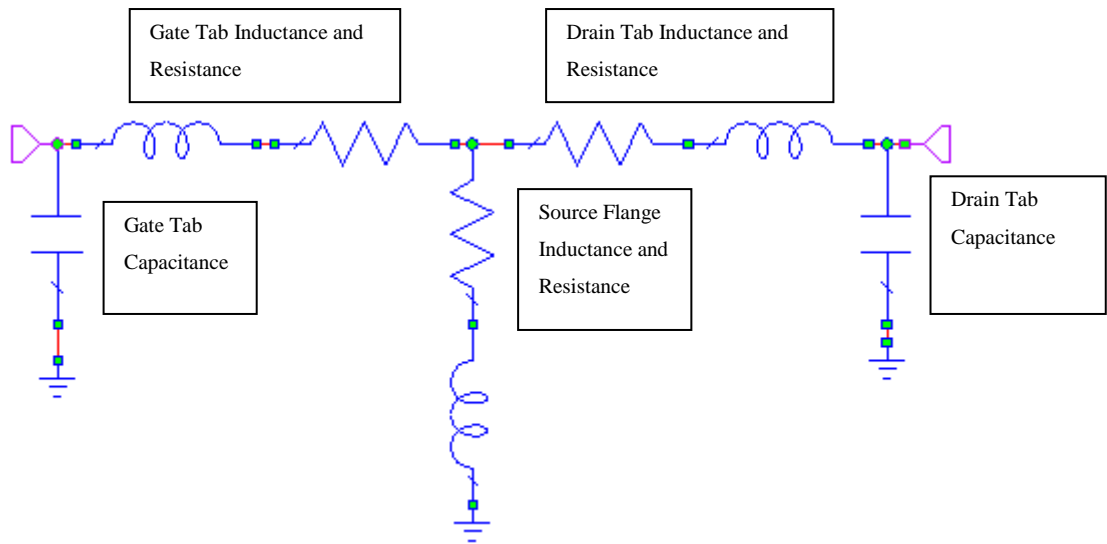 Gate Tab Inductance and
Resistance
Drain Tab Inductance and
Resistance
Gate Tab
Capacitance
Source Flange
Inductance and
Resistance
Drain Tab
Capacitance